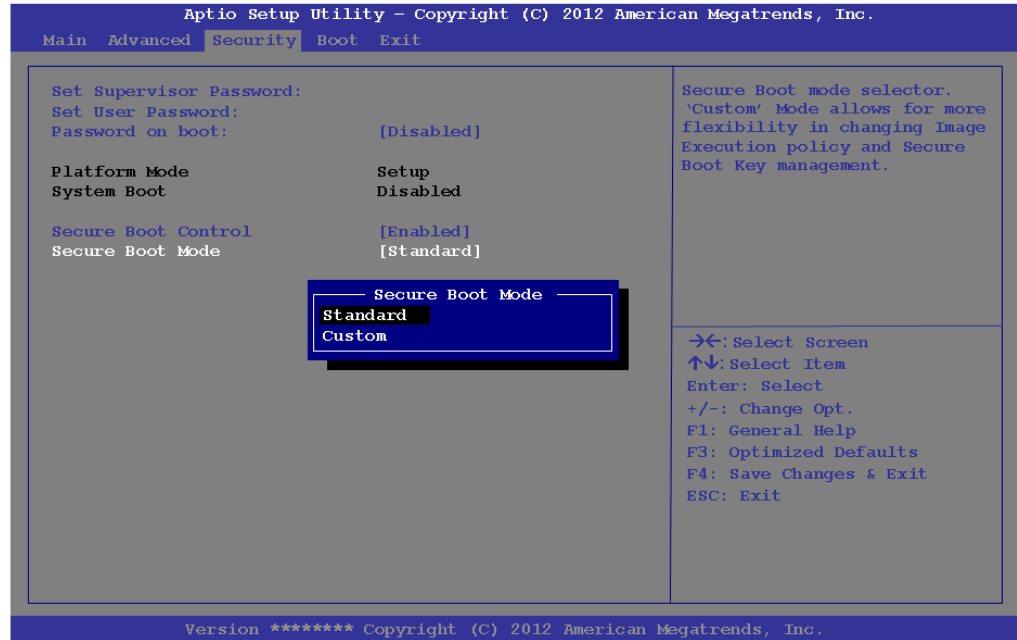 Aptio Setup Utility – Copyright (C) 2012 American Megatrends, Inc.
Main Advanced Security Boot Exit
Set Supervisor Password:
Set User Password:
Password on boot: [Disabled]
Platform Mode Setup
System Boot Disabled
Secure Boot Control [Enabled]
Secure Boot Mode [Standard]
Secure Boot Mode
Standard
Custom
Secure Boot mode selector.
‘Custom’ Mode allows for more
flexibility in changing Image
Execution policy and Secure
Boot Key management.
→←: Select Screen
↑↓: Select Item
Enter: Select
+/-: Change Opt.
F1: General Help
F3: Optimized Defaults
F4: Save Changes & Exit
ESC: Exit
Version ******** Copyright (C) 2012 American Megatrends, Inc.